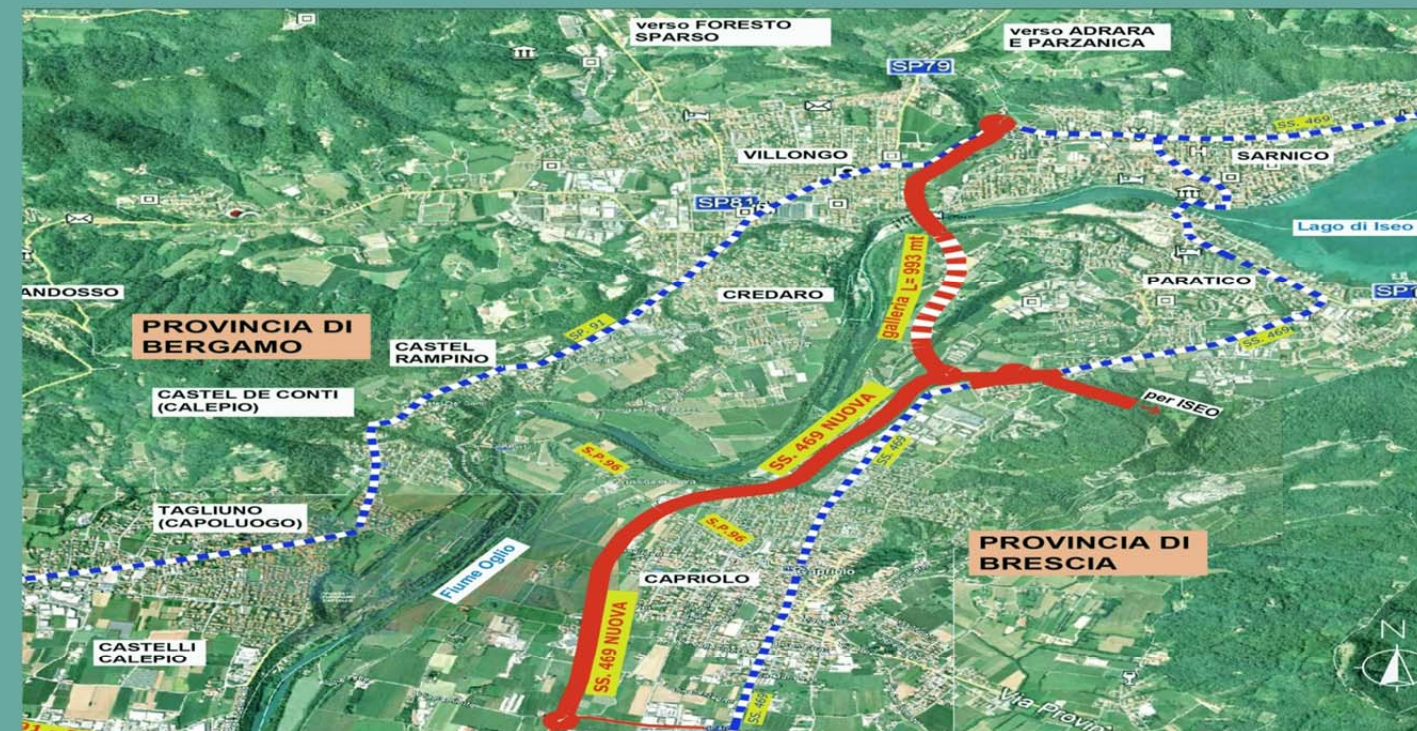 verso FORESTO
SPARSO
verso ADRARA
E PARZANICA
SP79
SS. 469
VILLONGO
SARNICO
SP81
Lago di Iseo
galleria L= 993 mt
PARATICO
ANDOSSO
CREDARO
SP1
PROVINCIA DI
BERGAMO
SP. 91
SS. 469
CASTEL
RAMPINO
CASTEL DE CONTI
(CALEPIO)
per ISEO
SS. 469 NUOVA
SS. 469
S.P.96
TAGLIUNO
(CAPOLUOGO)
S.P.96
PROVINCIA DI
BRESCIA
Fiume Oglio
CAPRIOLO
Capriolo
SS. 469 NUOVA
CASTELLI
CALEPIO
N
SS. 469
Via Provin
91